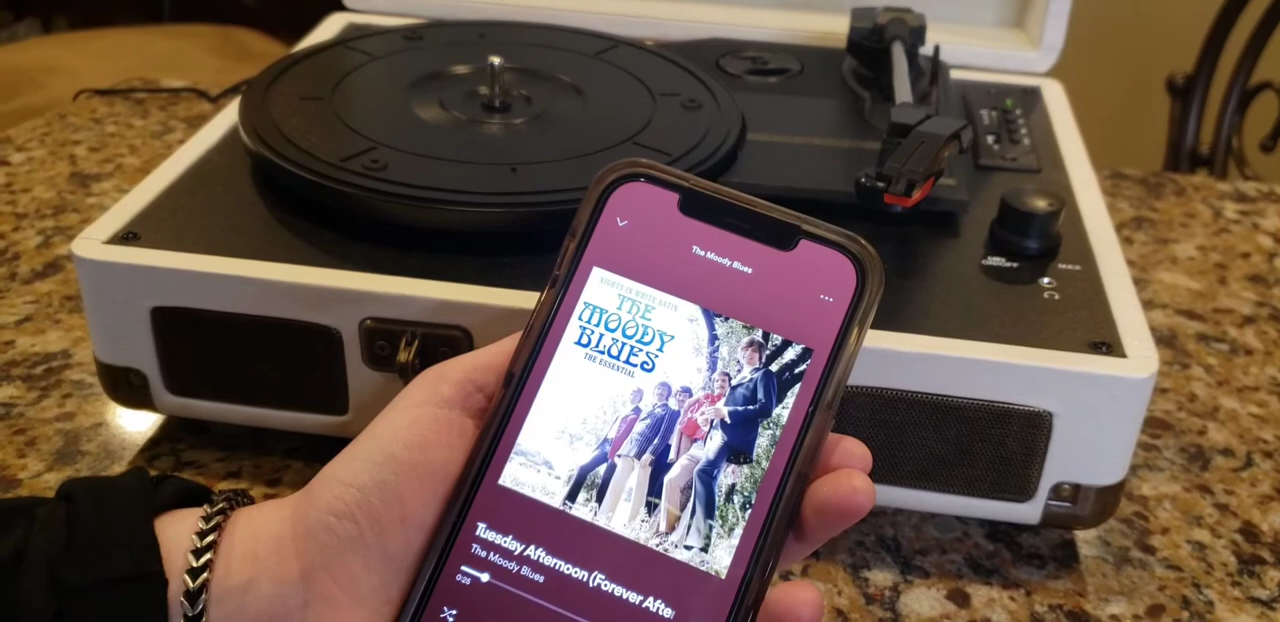 The Moody Blues
NIGHTS IN WHITE SATIN
THE
MOODY
BLUES
THE ESSENTIAL
Tuesday Afternoon (Forever Afte
The Moody Blues
0:25
MAX
C